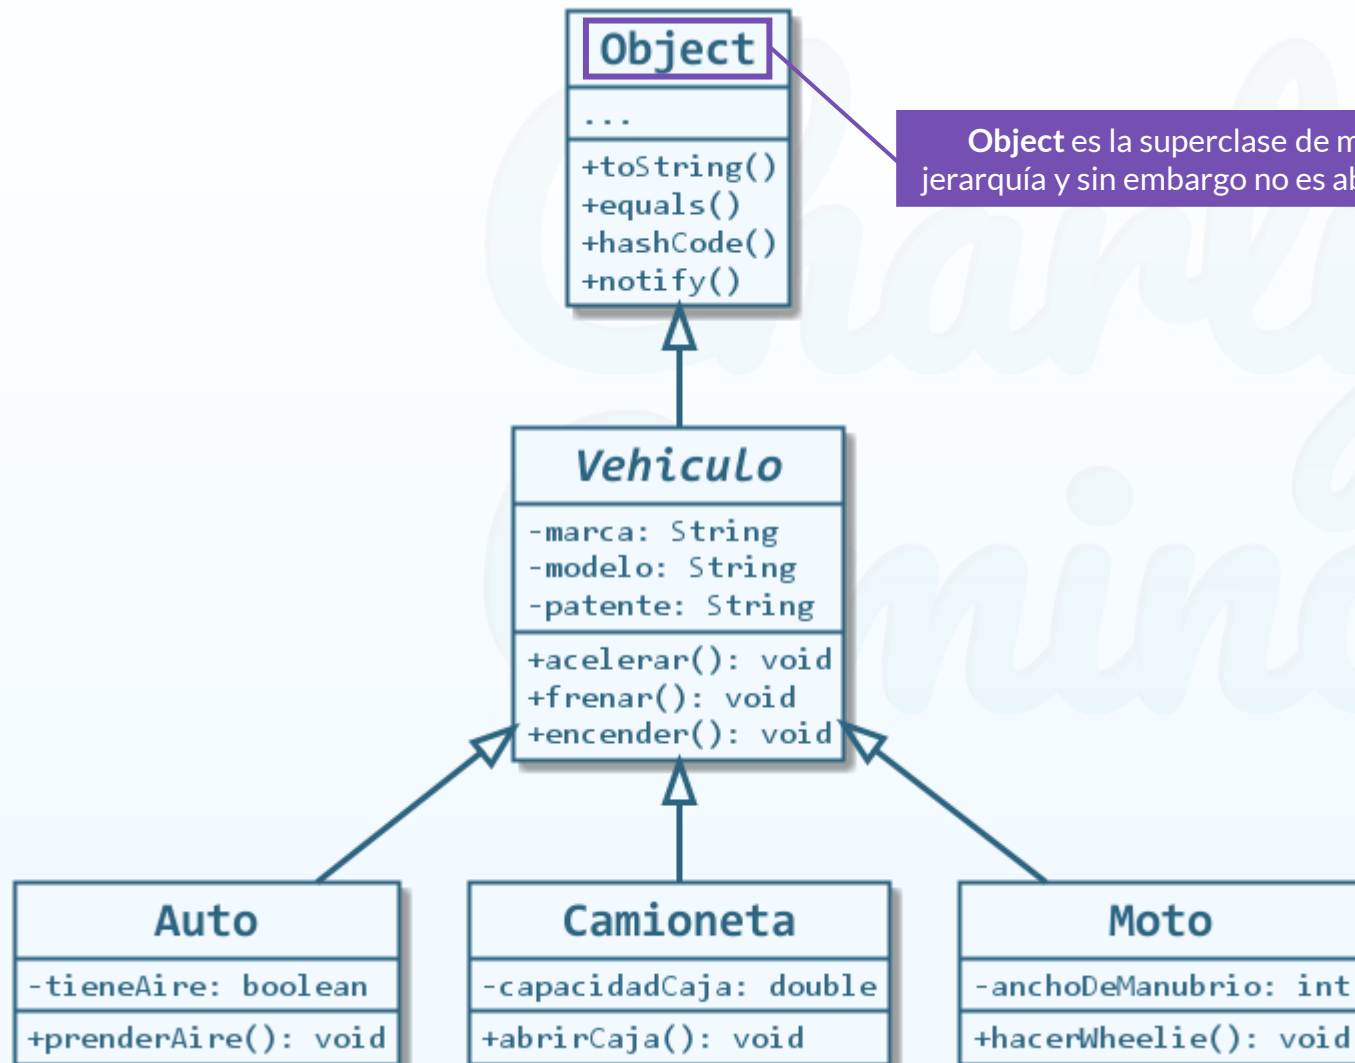 Object
...
+toString()
+equals()
+hashCode()
+notify()
Object es la superclase de
jerarquía y sin embargo no es
Vehiculo
-marca: String
-modelo: String
-patente: String
+acelerar(): void
+frenar(): void
+encender(): void
Auto
-tieneAire: boolean
+prenderAire(): void
Camioneta
-capacidadCaja: double
+abrirCaja(): void
Moto
-anchoDeManubrio: int
+hacerWheelie(): void